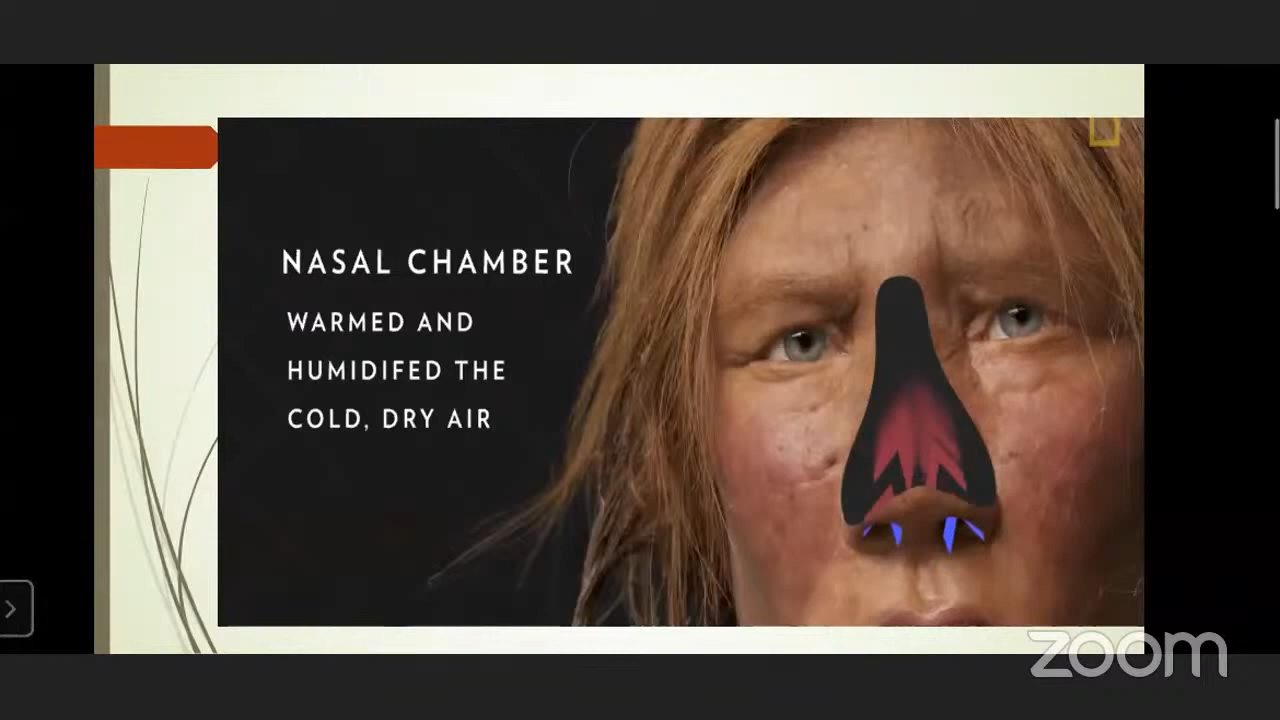 NASAL CHAMBER
WARMED AND
HUMIDIFED THE
COLD, DRY AIR
zoom